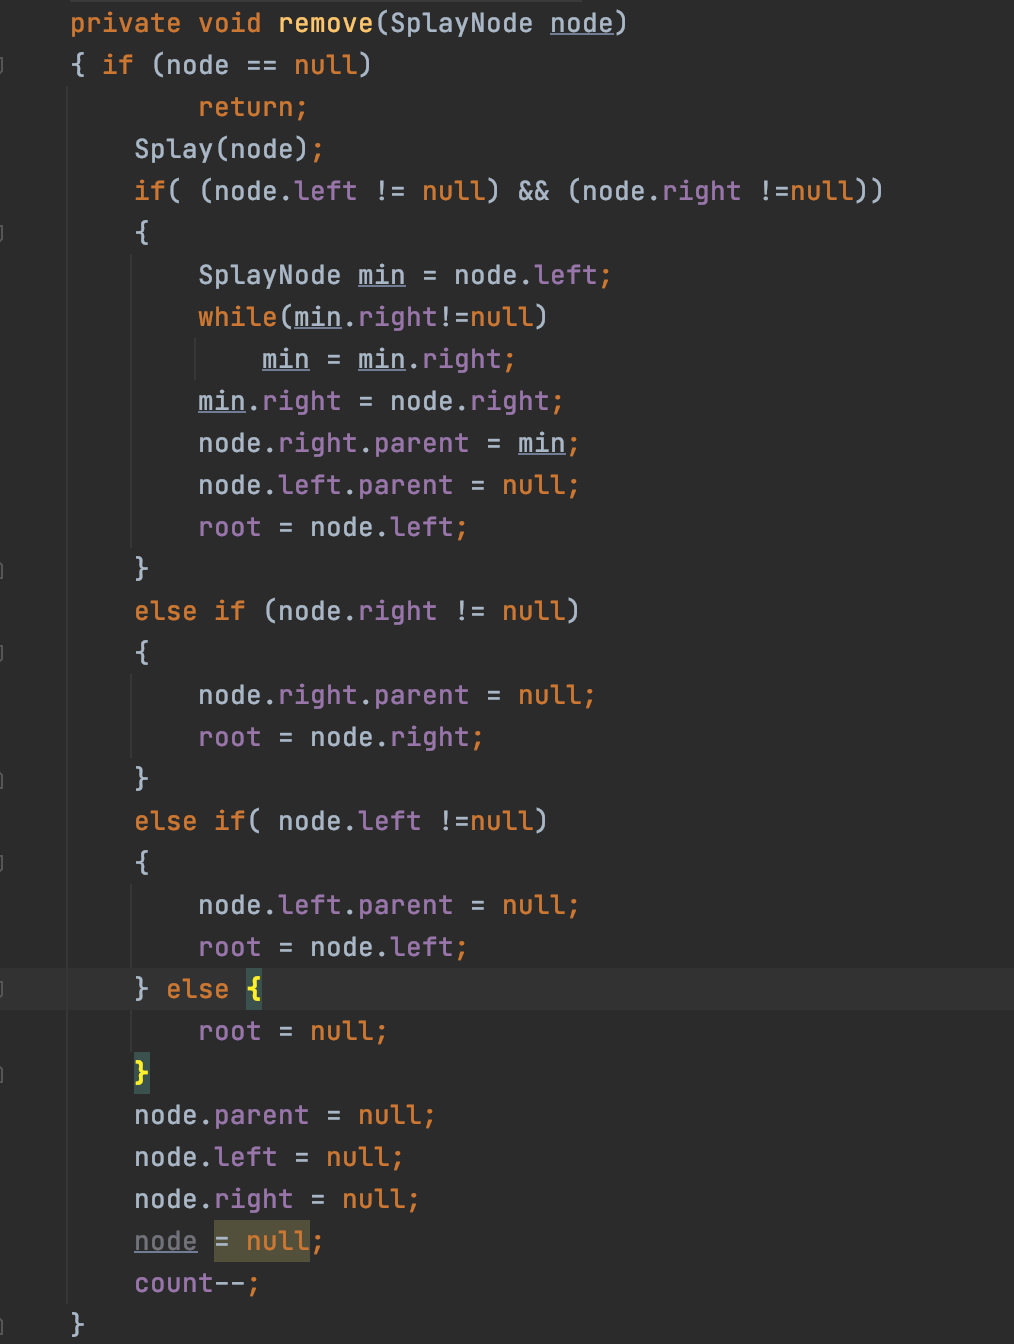 private void remove(SplayNode node)
{ if (node == null)
return;
Splay(node);
if( (node.left != null) && (node.right !=null))
{
SplayNode min = node.left;
while(min.right!=null)
min = min.right;
min.right = node.right;
node.right.parent = min;
node.left.parent = null;
root = node.left;
}
else if (node.right != null)
{
node.right.parent = null;
root = node.right;
}
else if( node.left !=null)
{
node.left.parent = null;
root = node.left;
} else {
root = null;
}
node.parent = null;
node.left = null;
node.right = null;
node = null;
count--;
}